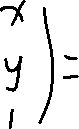 x
y ) =
1